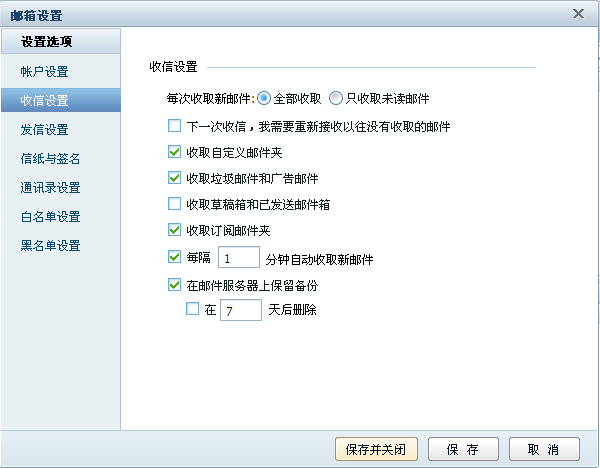 邮箱设置
设置选项
帐户设置
收信设置
发信设置
信纸与签名
通讯录设置
白名单设置
黑名单设置
收信设置
每次收取新邮件: 全部收取 只收取未读邮件
下一次收信，我需要重新接收以往没有收取的邮件
收取自定义邮件夹
收取垃圾邮件和广告邮件
收取草稿箱和已发送邮件箱
收取订阅邮件夹
每隔 1 分钟自动收取新邮件
在邮件服务器上保留备份
在 7 天后删除
保存并关闭 保 存 取 消